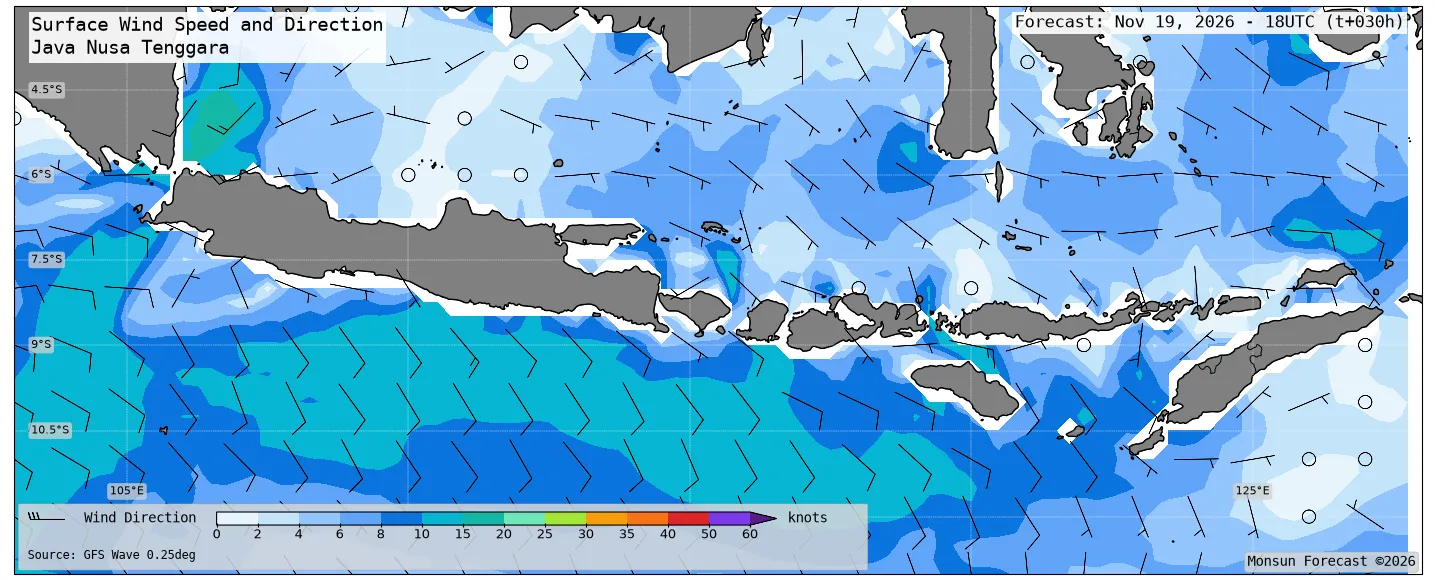 Surface Wind Speed and Direction
Java Nusa Tenggara
Forecast: Nov 19, 2026 - 18UTC (t+030h)
4.5°S
6°S
7.5°S
9°S
10.5°S
105°E
125°E
Wind Direction
0 2 4 6 8 10 15 20 25 30 35 40 50 60
knots
Source: GFS Wave 0.25deg
Monsun Forecast ©2026